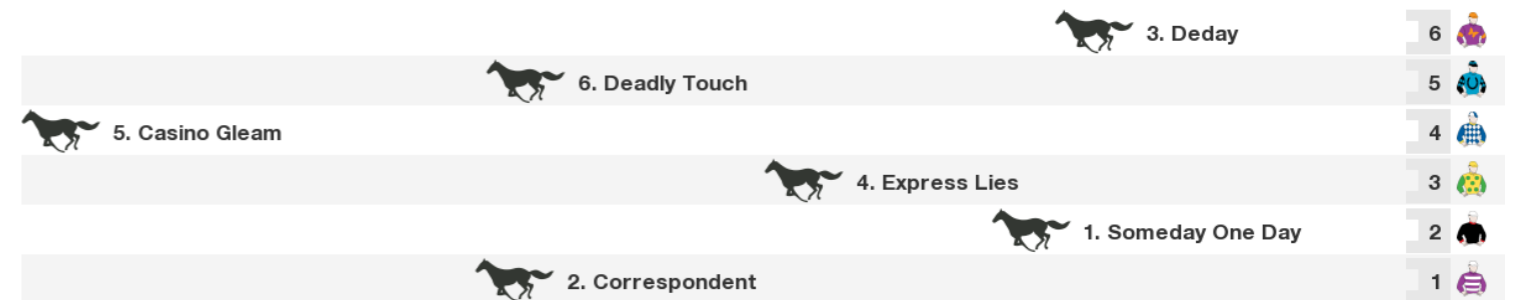 3. Deday 6
6. Deadly Touch 5
5. Casino Gleam 4
4. Express Lies 3
1. Someday One Day 2
2. Correspondent 1